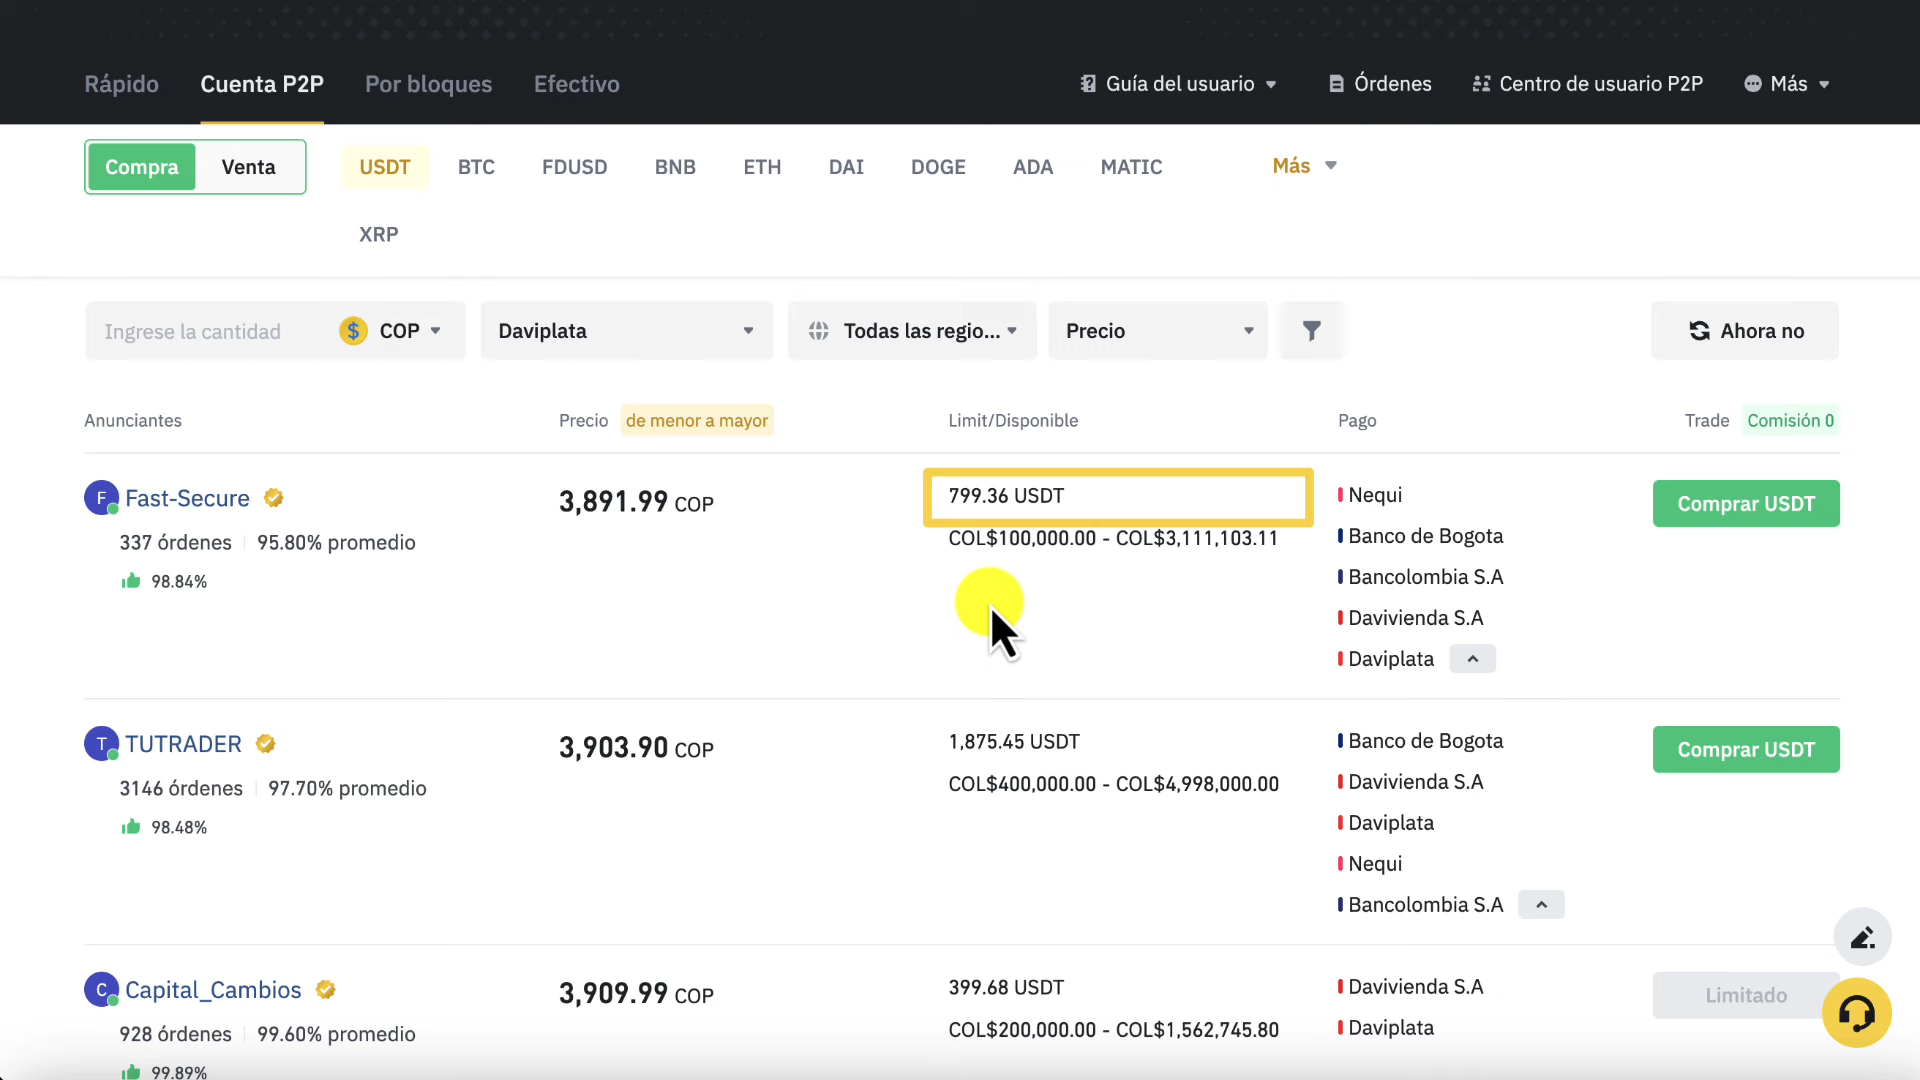 Rápido Cuenta P2P Por bloques Efectivo Guía del usuario Órdenes Centro de usuario P2P Más
Compra Venta USDT BTC FDUSD BNB ETH DAI DOGE ADA MATIC Más
XRP
Ingrese la cantidad $ COP Daviplata Todas las regio... Precio Ahora no
Anunciantes Precio de menor a mayor Limit/Disponible Pago Trade Comisión 0
F Fast-Secure 3,891.99 COP 799.36 USDT Nequi Comprar USDT
337 órdenes 95.80% promedio COL$100,000.00 - COL$3,111,103.11 Banco de Bogota
98.84% Bancolombia S.A
Davivienda S.A
Daviplata
T TUTRADER 3,903.90 COP 1,875.45 USDT Banco de Bogota Comprar USDT
3146 órdenes 97.70% promedio COL$400,000.00 - COL$4,998,000.00 Davivienda S.A
98.48% Daviplata
Nequi
Bancolombia S.A
C Capital_Cambios 3,909.99 COP 399.68 USDT Davivienda S.A Limitado
928 órdenes 99.60% promedio COL$200,000.00 - COL$1,562,745.80 Daviplata
99.89%